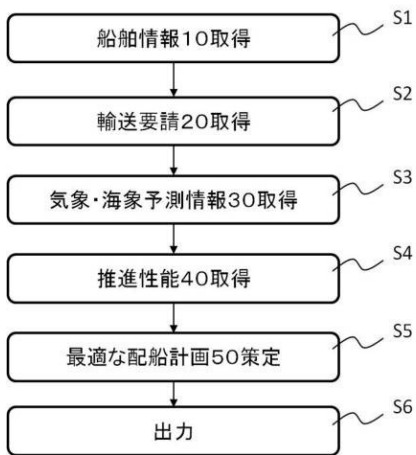 船舶情報10取得
S1
輸送要請20取得
S2
気象・海象予測情報30取得
S3
推進性能40取得
S4
最適な配船計画50策定
S5
出力
S6